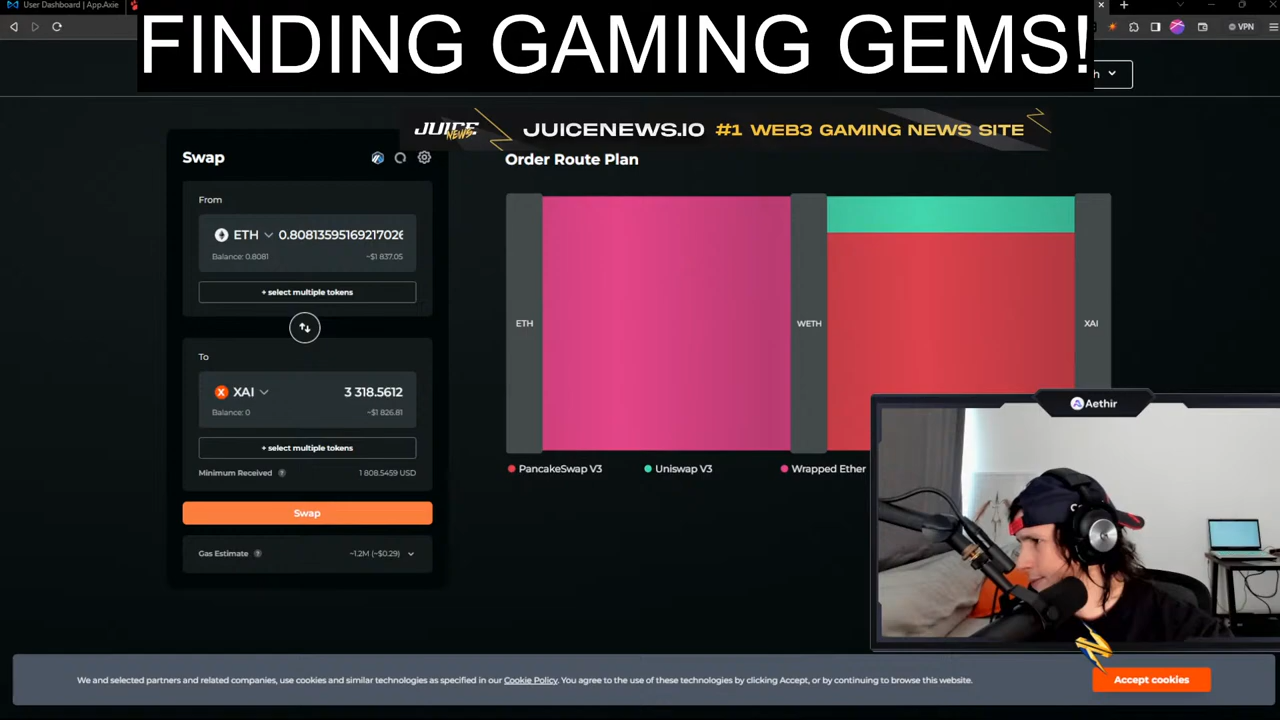 User Dashboard | App.Axie
FINDING GAMING GEMS!
VPN
h
JUICE NEWS
JUICENEWS.IO #1 WEB3 GAMING NEWS SITE
Swap
Order Route Plan
From
ETH 0.8081359516921702
Balance: 0.8081 ~$1 837.05
+ select multiple tokens
ETH WETH XAI
To
XAI 3 318.5612
Balance: 0 ~$1 826.81
+ select multiple tokens
Minimum Received ? 1 808.5459 USD
PancakeSwap V3 Uniswap V3 Wrapped Ether
Swap
Gas Estimate ? ~1.2M (~$0.29)
Aethir
We and selected partners and related companies, use cookies and similar technologies as specified in our Cookie Policy. You agree to the use of these technologies by clicking Accept, or by continuing to browse this website.
Accept cookies